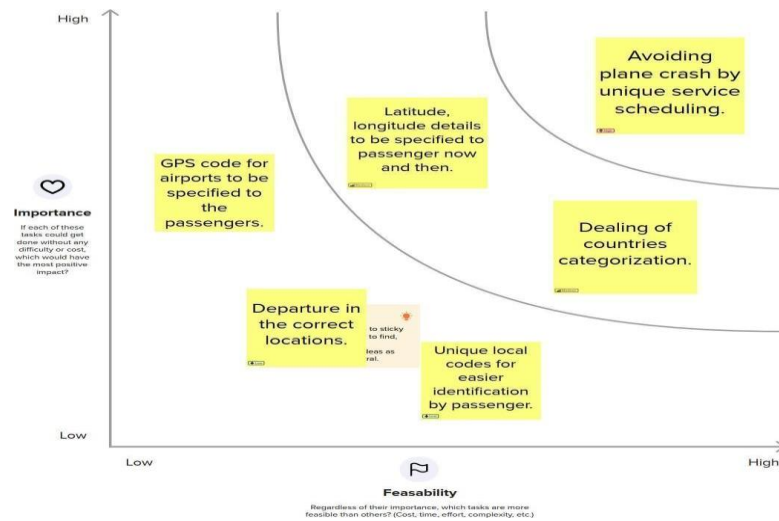 High
Avoiding
plane crash by
unique service
scheduling.
Latitude,
longitude details
to be specified to
passenger now
and then.
GPS code for
airports to be
specified to
the
passengers.
Importance
If each of these
tasks could get
done without any
difficulty or cost,
which would have
the most positive
impact?
Dealing of
countries
categorization.
Departure in
the correct
locations.
to sticky
to find,
eas as
ral.
Unique local
codes for
easier
identification
by passenger.
Low
Low
High
Feasability
Regardless of their importance, which tasks are more
feasible than others? (Cost, time, effort, complexity, etc.)